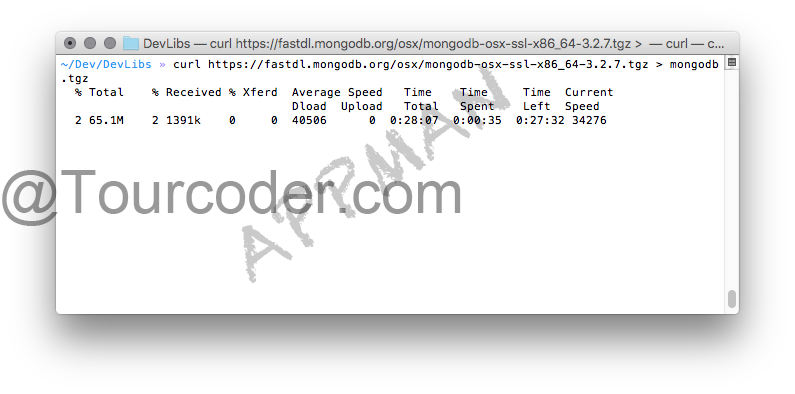 DevLibs — curl https://fastdl.mongodb.org/osx/mongodb-osx-ssl-x86_64-3.2.7.tgz > — curl — c...
~/Dev/DevLibs » curl https://fastdl.mongodb.org/osx/mongodb-osx-ssl-x86_64-3.2.7.tgz > mongodb
.tgz
% Total % Received % Xferd Average Speed Time Time Time Current
Dload Upload Total Spent Left Speed
2 65.1M 2 1391k 0 0 40506 0 0:28:07 0:00:35 0:27:32 34276
@Tourcoder.com
APPMAN